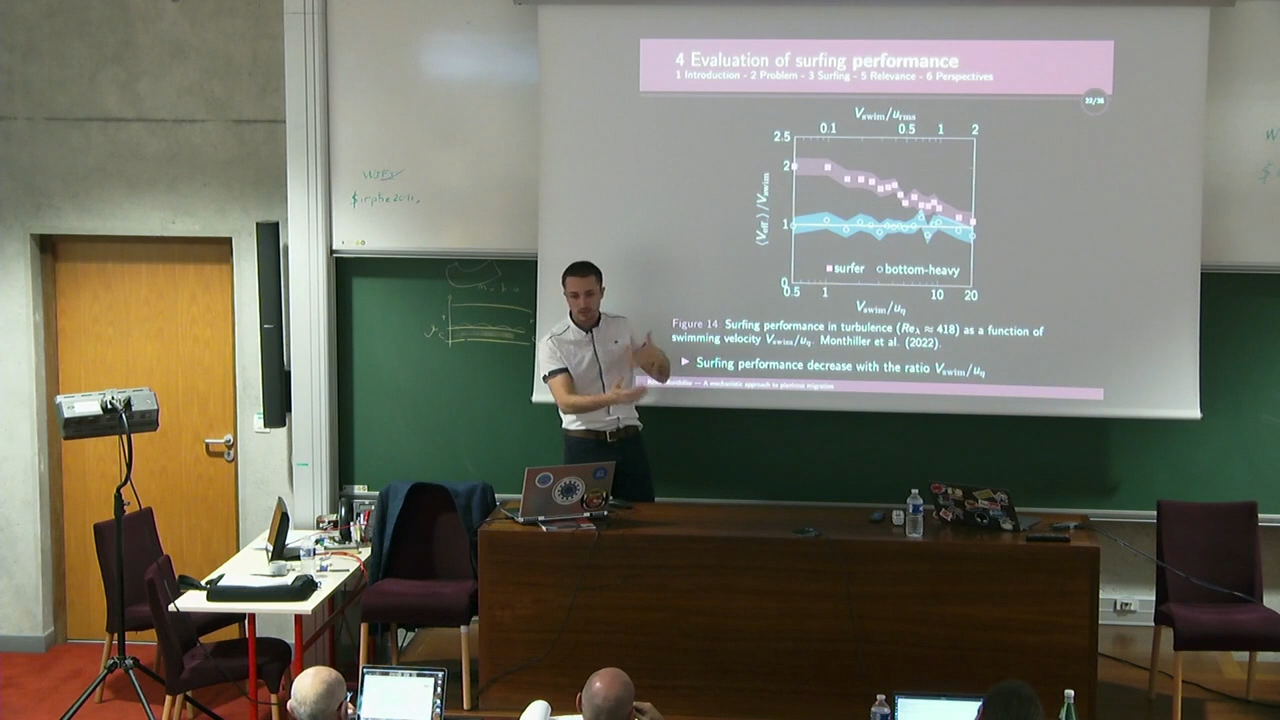 4 Evaluation of surfing performance
1 Introduction - 2 Problem - 3 Surfing - 5 Relevance - 6 Perspectives
22/36
Vswim/urms
0.1 0.5 1 2
2.5
2
1
0
⟨Veff.⟩/Vswim
surfer bottom-heavy
0.5 1 10 20
Vswim/uη
Figure 14 Surfing performance in turbulence (Reλ ≈ 418) as a function of
swimming velocity Vswim/uη. Monthiller et al. (2022).
Surfing performance decrease with the ratio Vswim/uη
Monthiller — A mechanistic approach to plankton migration